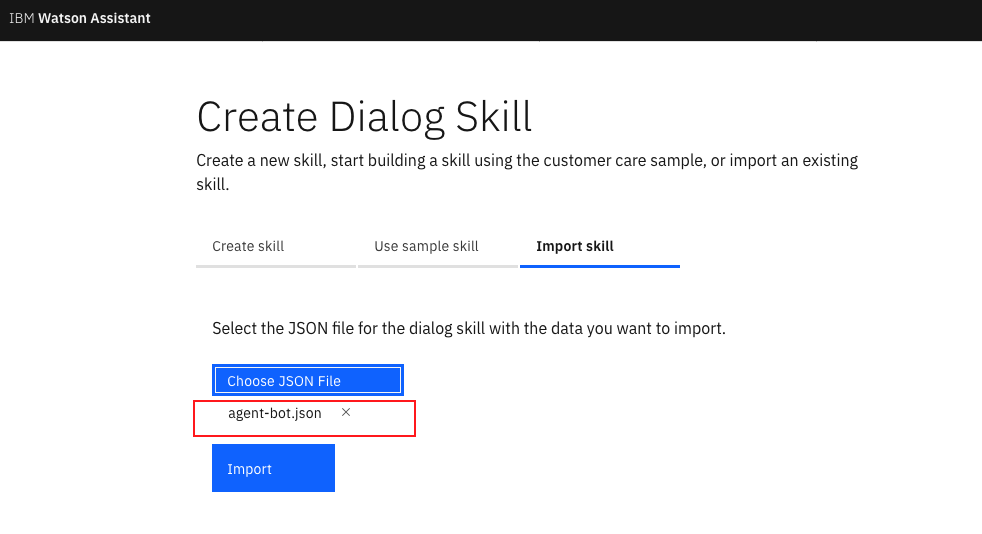 IBM Watson Assistant
Create Dialog Skill
Create a new skill, start building a skill using the customer care sample, or import an existing
skill.
Create skill
Use sample skill
Import skill
Select the JSON file for the dialog skill with the data you want to import.
Choose JSON File
agent-bot.json ×
Import